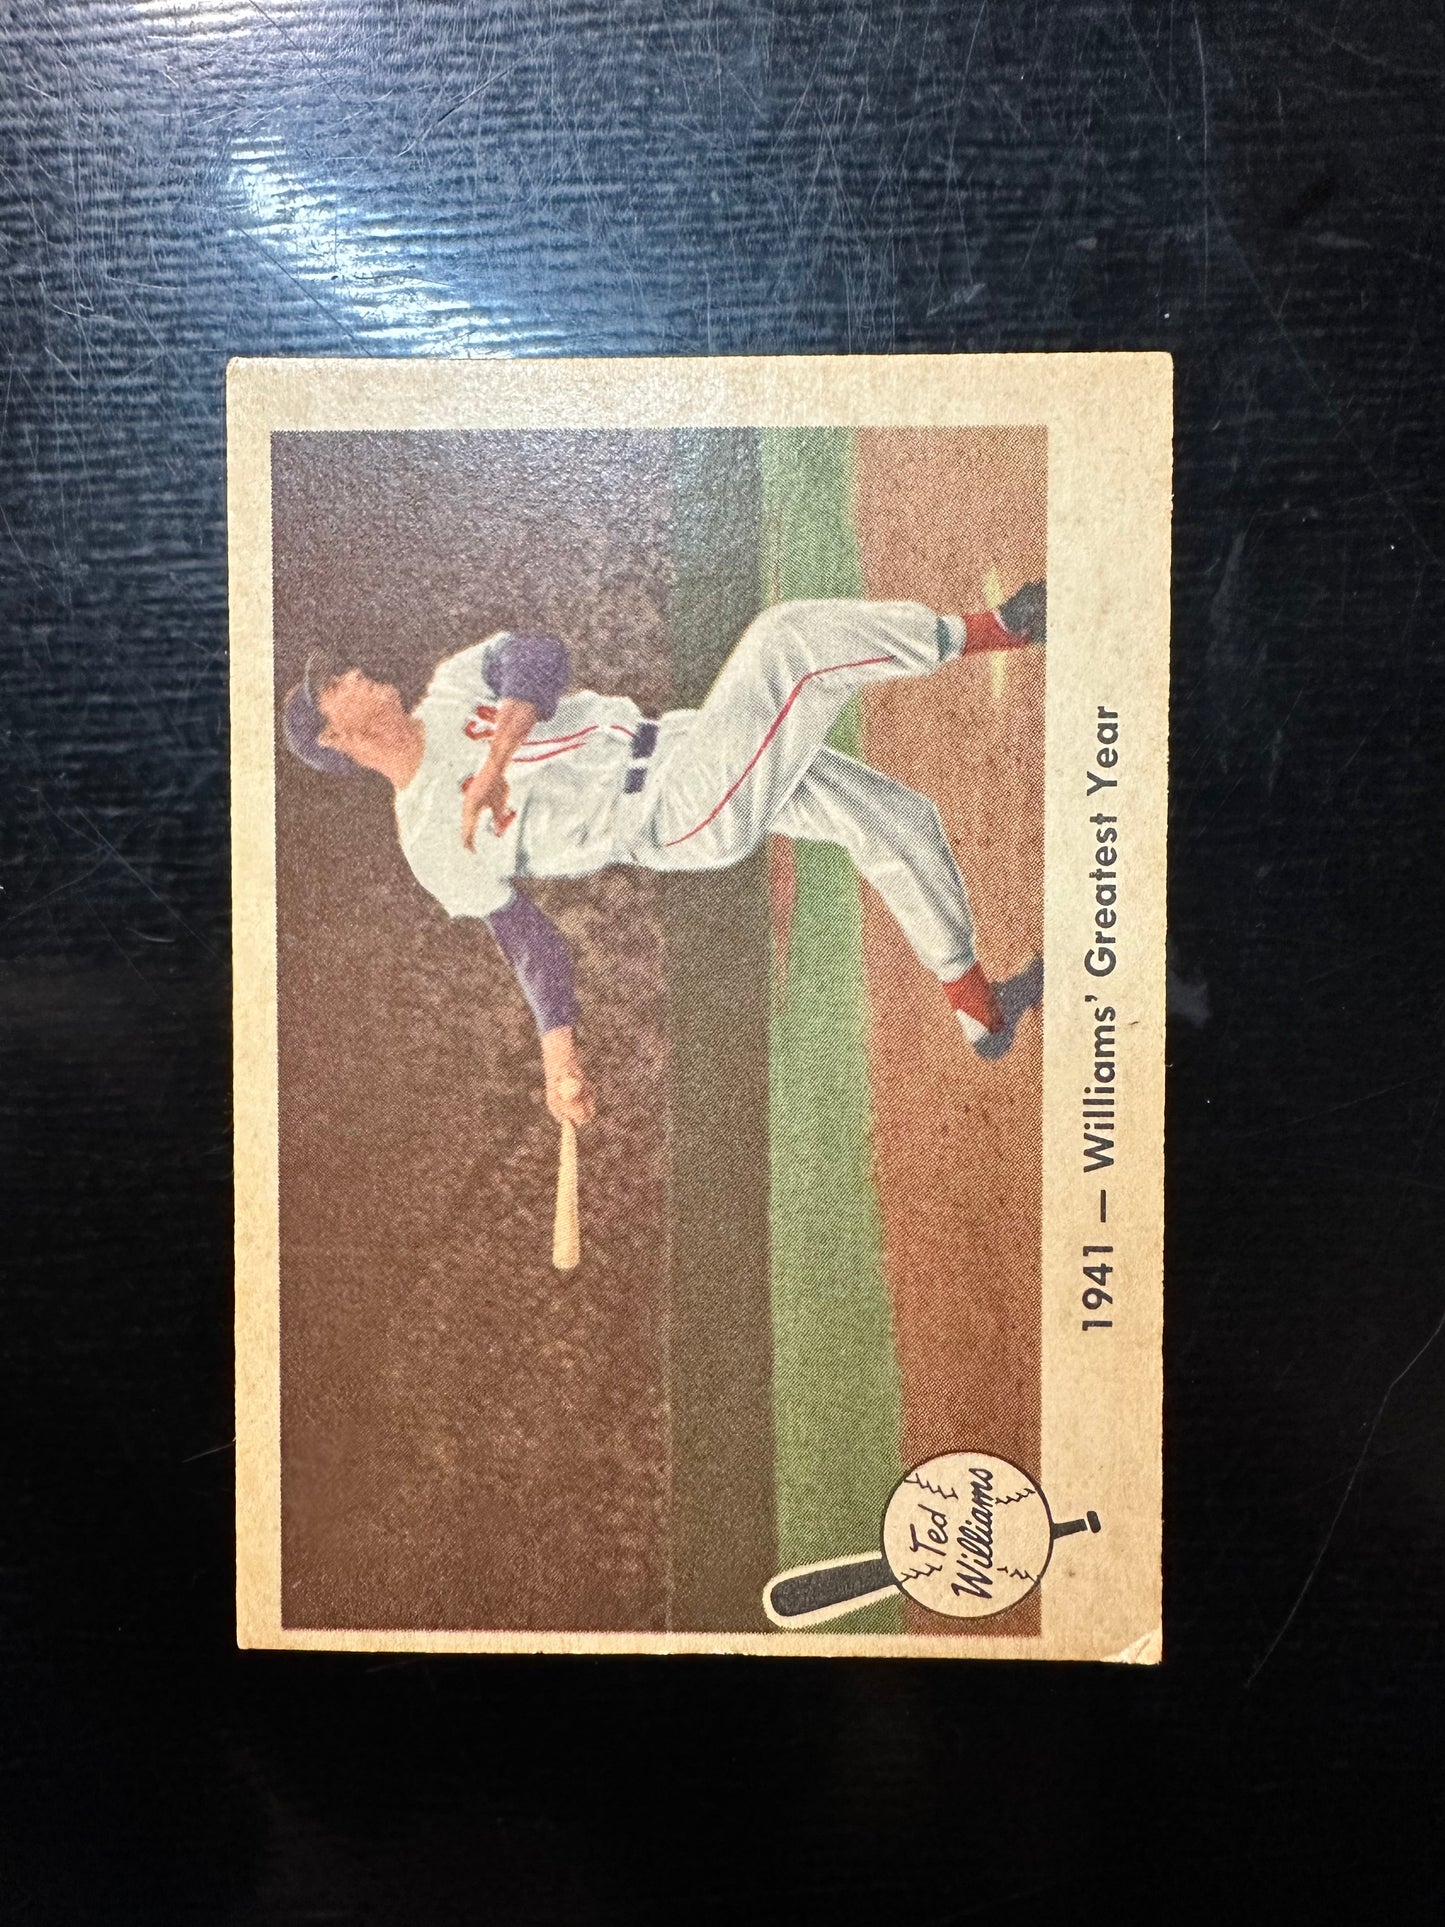 Ted
Williams
1941 — Williams' Greatest Year